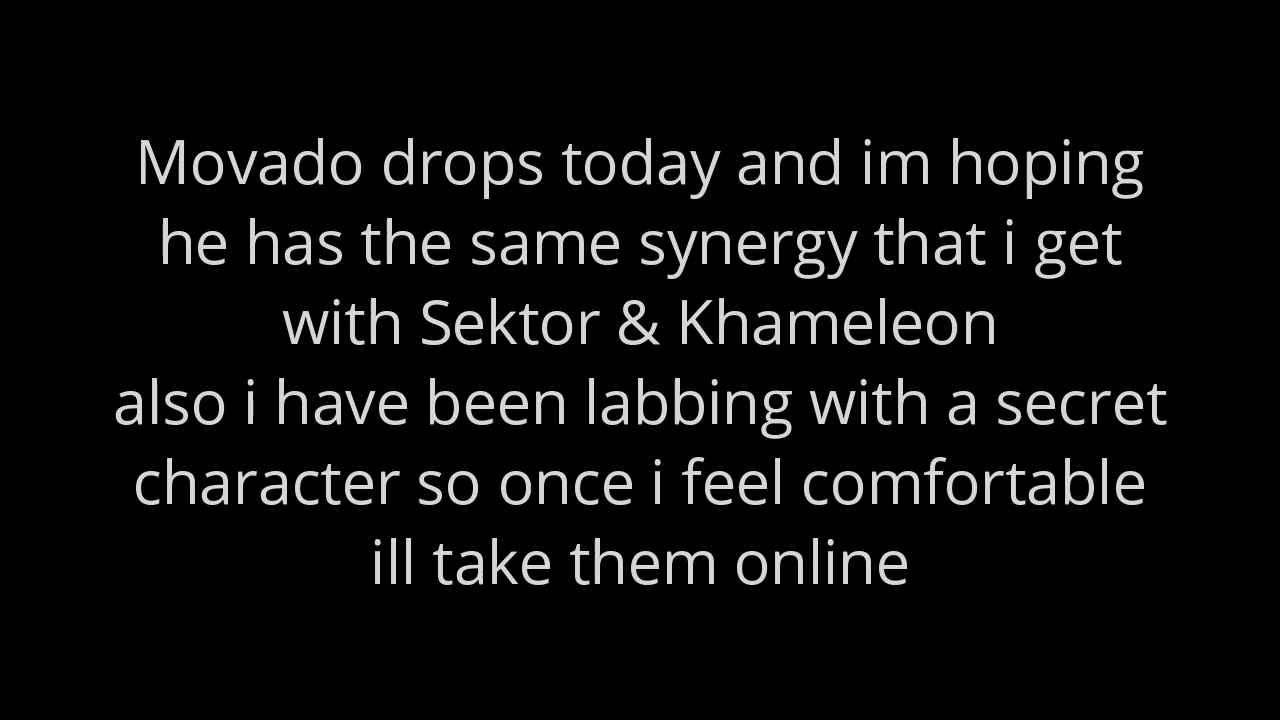 Movado drops today and im hoping
he has the same synergy that i get
with Sektor & Khameleon
also i have been labbing with a secret
character so once i feel comfortable
ill take them online